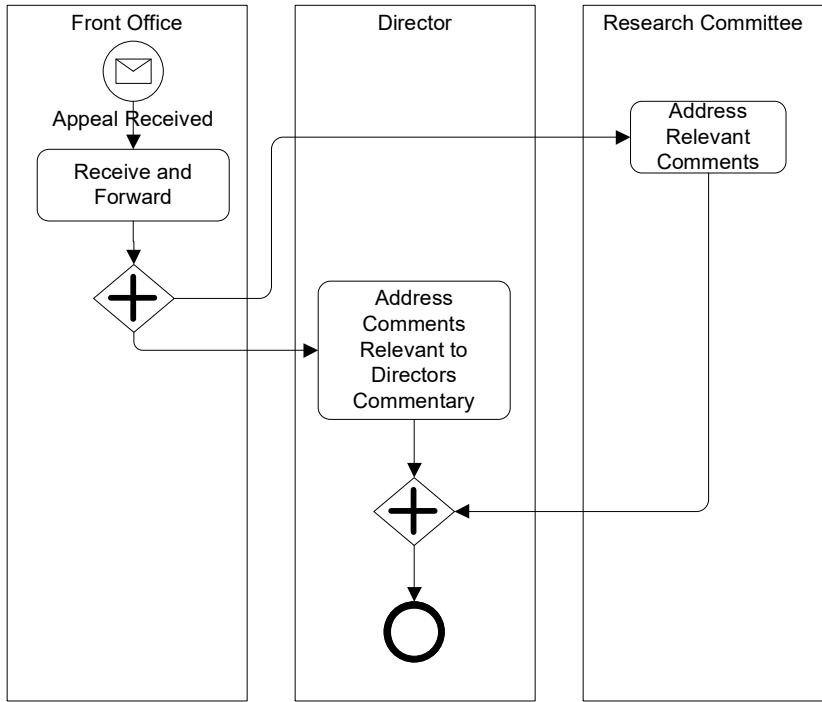 Front Office
Director
Research Committee
Appeal Received
Receive and
Forward
Address
Relevant
Comments
Address
Comments
Relevant to
Directors
Commentary